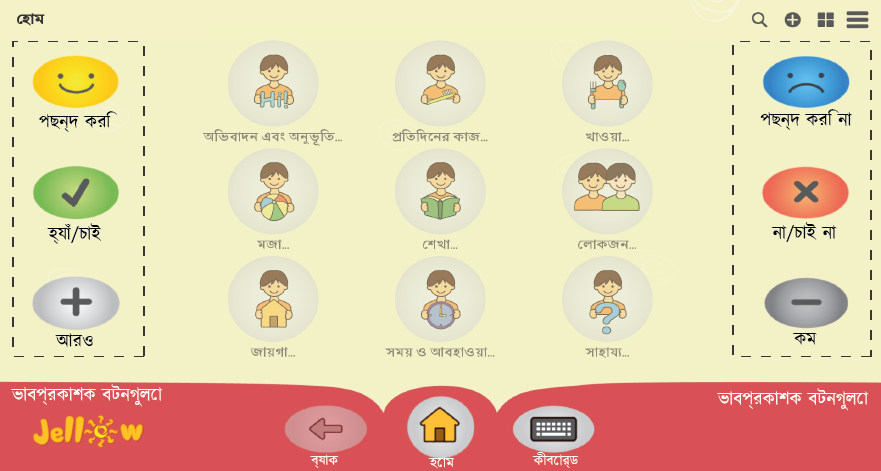 হোম
পছন্দ করি
হ্যাঁ/চাই
আরও
Hi!
অভিবাদন এবং অনুভূতি...
প্রতিদিনের কাজ...
খাওয়া...
মজা...
শেখা...
লোকজন...
জায়গা...
সময় ও আবহাওয়া...
সাহায্য...
পছন্দ করি না
না/চাই না
কম
ভাবপ্রকাশক বটনগুলো
Jellow
ব্যাক
হোম
কীবোর্ড
ভাবপ্রকাশক বটনগুলো